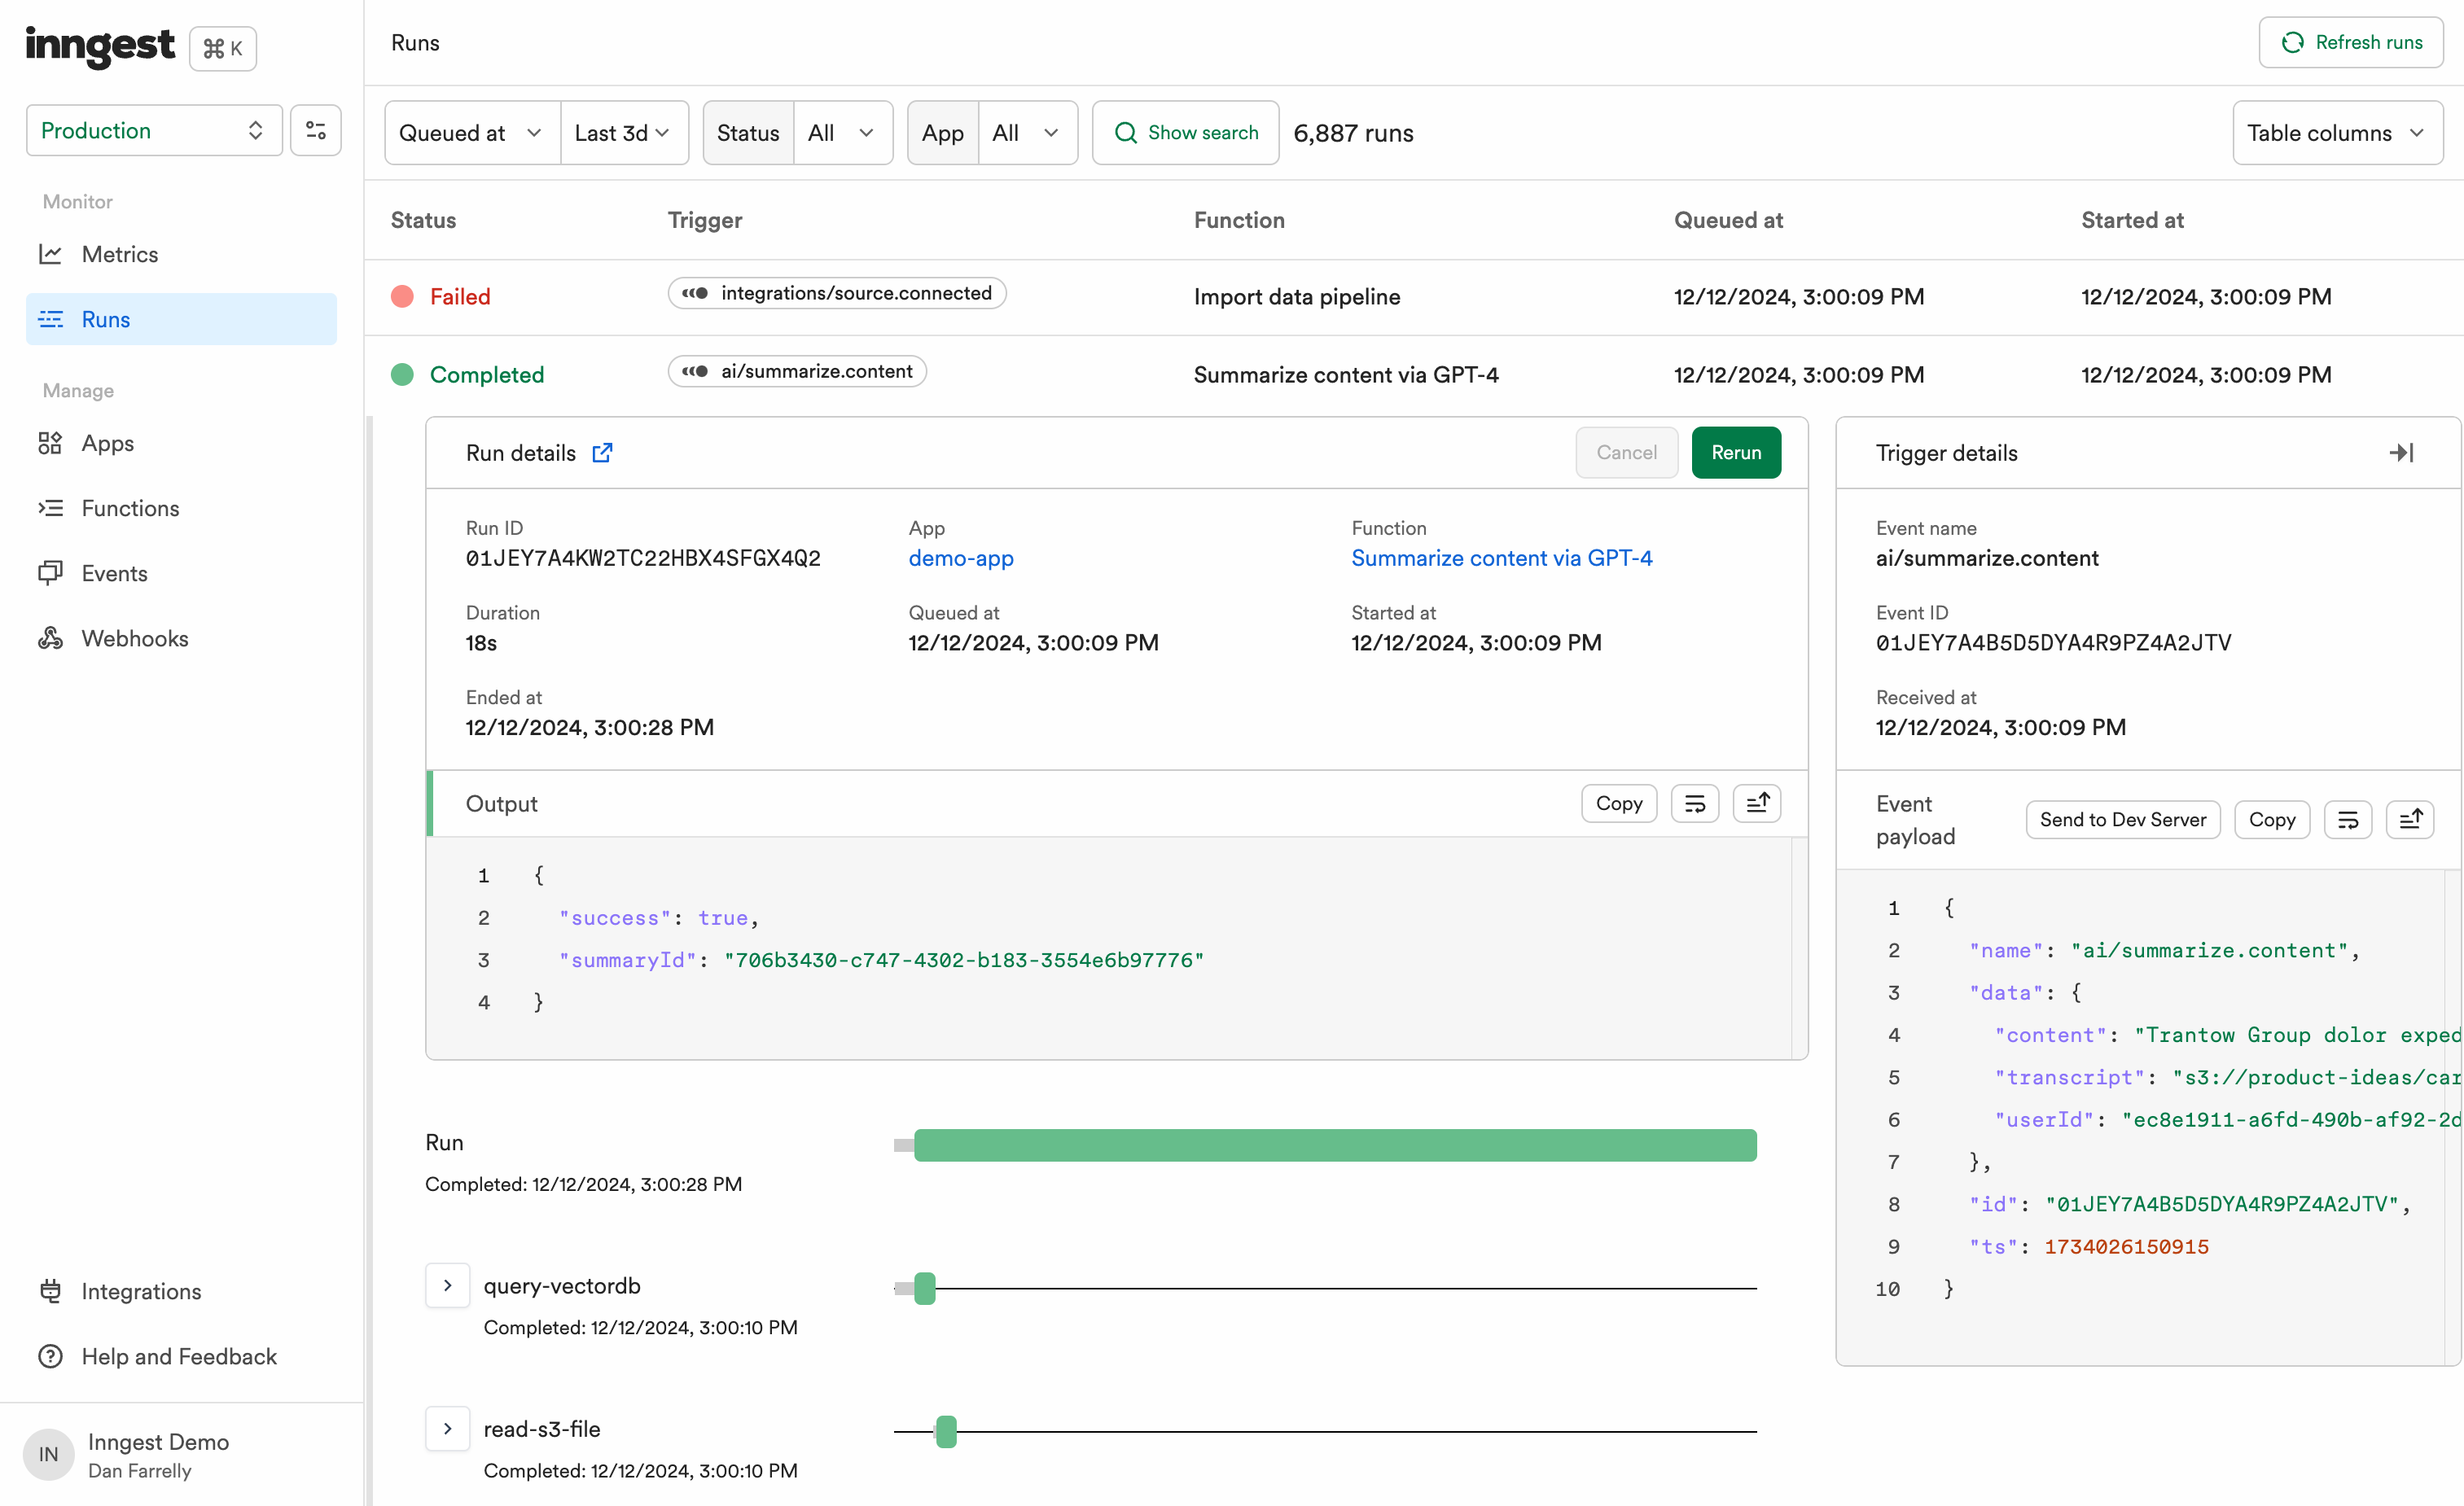 inngest
⌘ K
Production
Monitor
Metrics
Runs
Manage
Apps
Functions
Events
Webhooks
Integrations
Help and Feedback
IN
Inngest Demo
Dan Farrelly
Runs
Refresh runs
Queued at
Last 3d
Status
All
App
All
Show search
6,887 runs
Table columns
Status
Trigger
Function
Queued at
Started at
Failed
integrations/source.connected
Import data pipeline
12/12/2024, 3:00:09 PM
12/12/2024, 3:00:09 PM
Completed
ai/summarize.content
Summarize content via GPT-4
12/12/2024, 3:00:09 PM
12/12/2024, 3:00:09 PM
Run details
Cancel
Rerun
Run ID
01JEY7A4KW2TC22HBX4SFGX4Q2
App
demo-app
Function
Summarize content via GPT-4
Duration
18s
Queued at
12/12/2024, 3:00:09 PM
Started at
12/12/2024, 3:00:09 PM
Ended at
12/12/2024, 3:00:28 PM
Output
Copy
1 {
2 "success": true,
3 "summaryId": "706b3430-c747-4302-b183-3554e6b97776"
4 }
Run
Completed: 12/12/2024, 3:00:28 PM
query-vectordb
Completed: 12/12/2024, 3:00:10 PM
read-s3-file
Completed: 12/12/2024, 3:00:10 PM
Trigger details
Event name
ai/summarize.content
Event ID
01JEY7A4B5D5DYA4R9PZ4A2JTV
Received at
12/12/2024, 3:00:09 PM
Event
payload
Send to Dev Server
Copy
1 {
2 "name": "ai/summarize.content",
3 "data": {
4 "content": "Trantow Group dolor exped
5 "transcript": "s3://product-ideas/car
6 "userId": "ec8e1911-a6fd-490b-af92-2d
7 },
8 "id": "01JEY7A4B5D5DYA4R9PZ4A2JTV",
9 "ts": 1734026150915
10 }